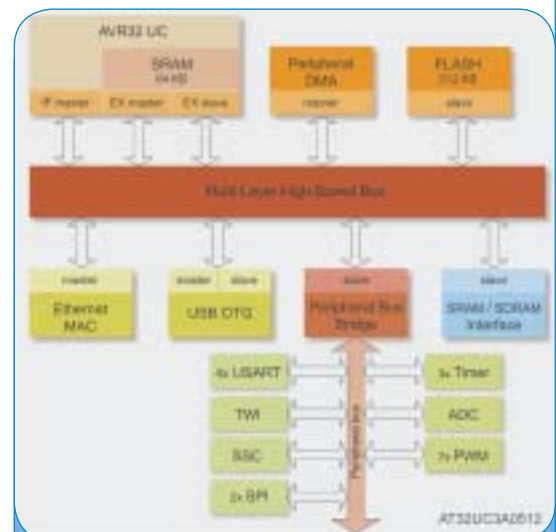 AVR32 UC
SRAM
64 KB
IF master
EX master
EX slave
Peripheral
DMA
master
FLASH
512 KB
slave
Multi Layer High Speed Bus
master
Ethernet
MAC
master
slave
USB OTG
slave
Peripheral Bus
Bridge
slave
SRAM / SDRAM
Interface
4x USART
TWI
SSC
2x SPI
Peripheral bus
3x Timer
ADC
7x PWM
AT32UC3A0512